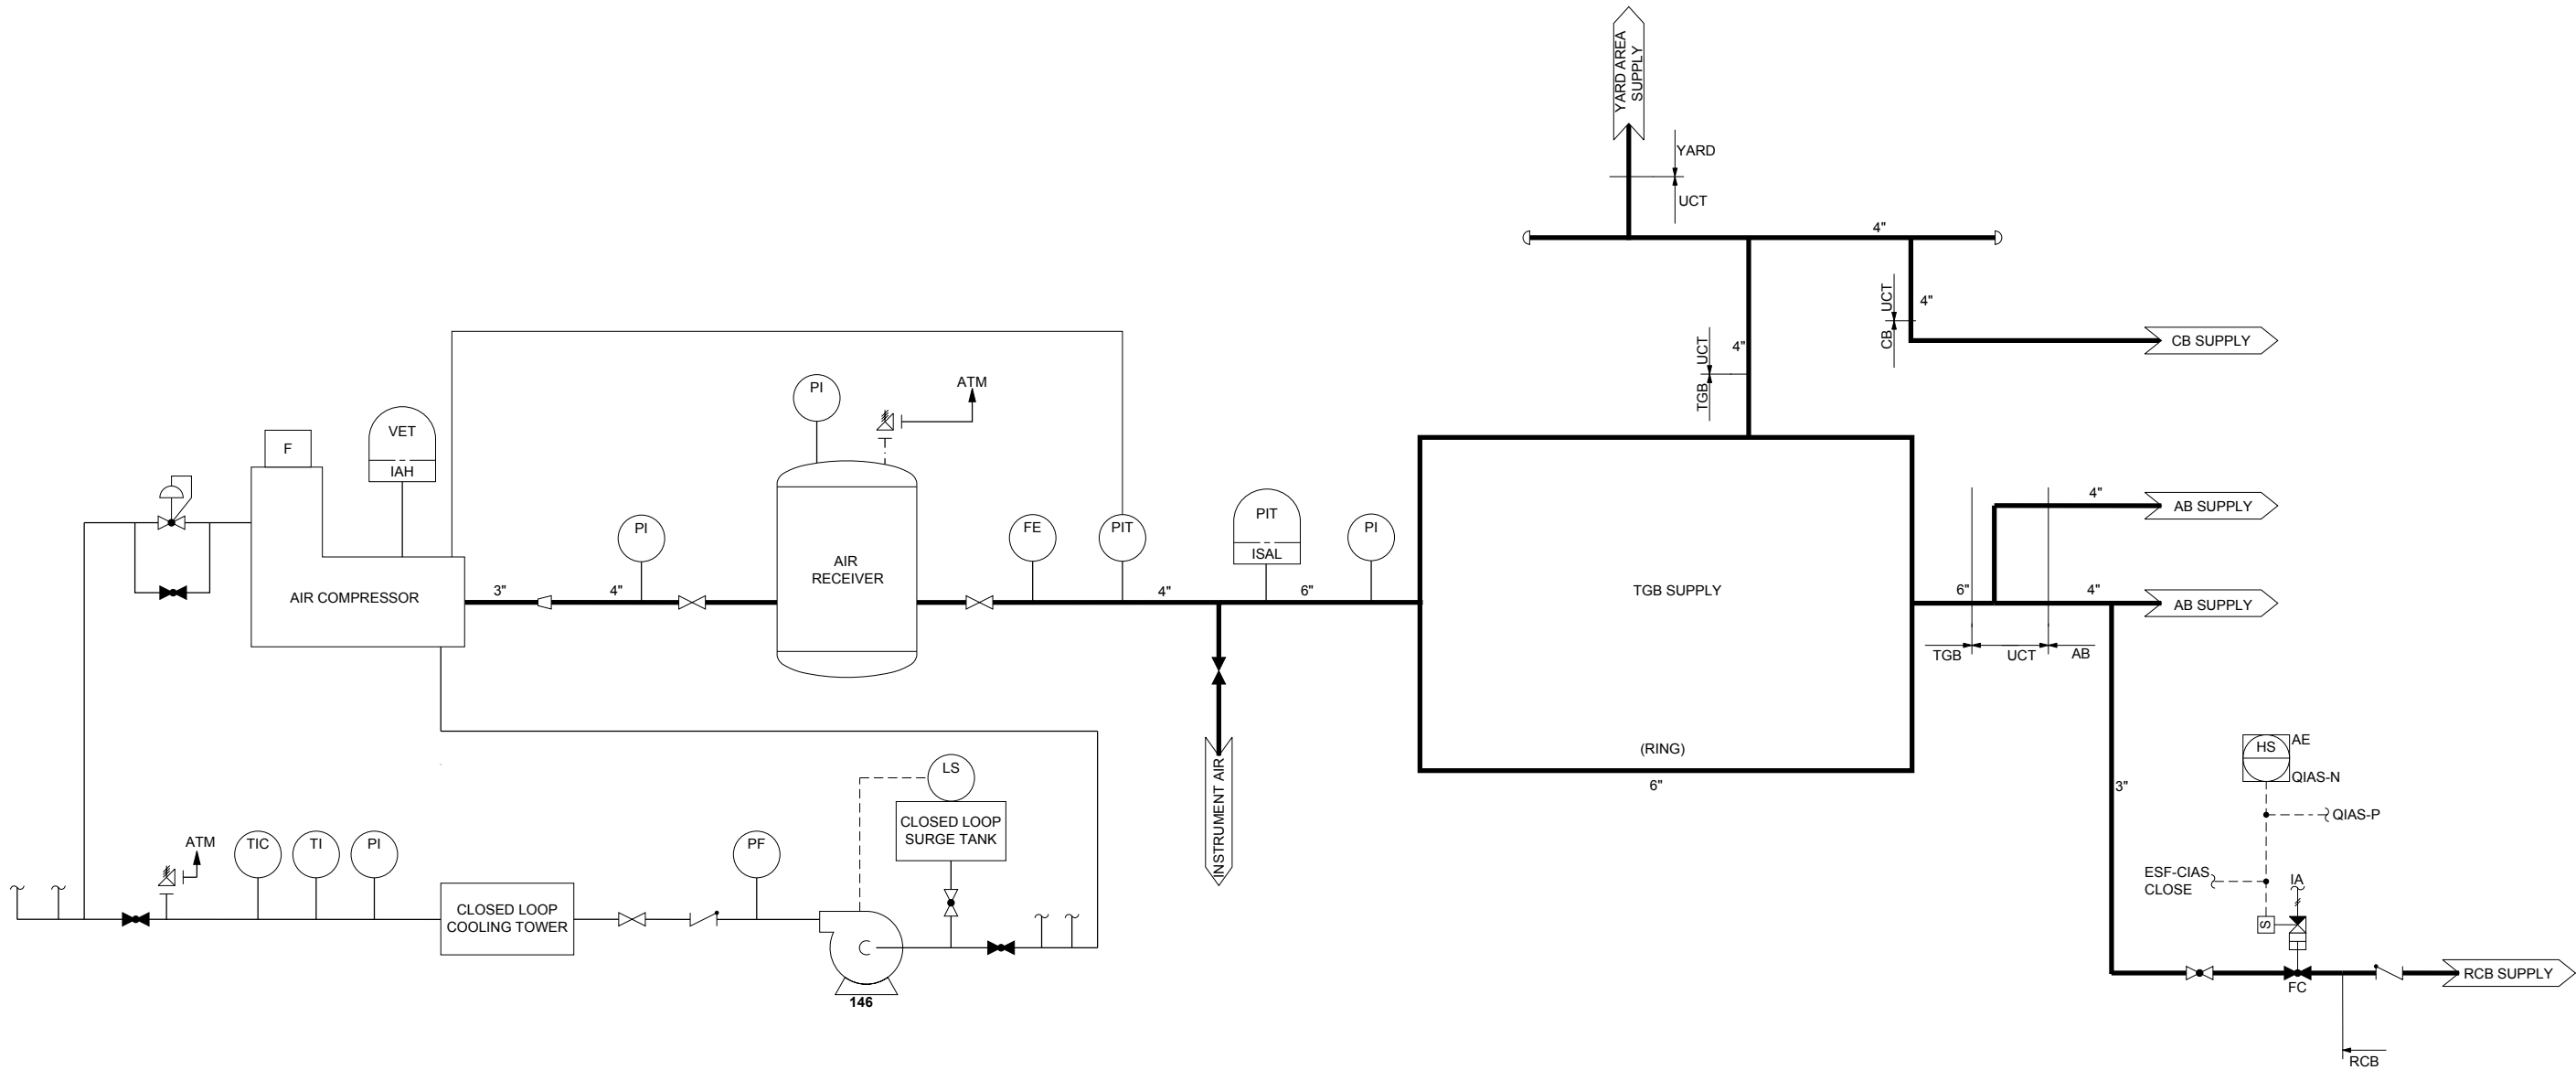 YARD AREA
SUPPLY
YARD
UCT
4"
UCT
CB
4"
CB SUPPLY
UCT
TGB
4"
ATM
PI
VET
IAH
F
AIR COMPRESSOR
3"
4"
PI
AIR
RECEIVER
FE
PIT
4"
PIT
ISAL
6"
PI
TGB SUPPLY
(RING)
6"
4"
AB SUPPLY
6"
4"
AB SUPPLY
TGB
UCT
AB
INSTRUMENT AIR
3"
HS
AE
QIAS-N
QIAS-P
ESF-CIAS
CLOSE
IA
S
FC
RCB SUPPLY
RCB
ATM
TIC
TI
PI
CLOSED LOOP
COOLING TOWER
PF
LS
CLOSED LOOP
SURGE TANK
C
146